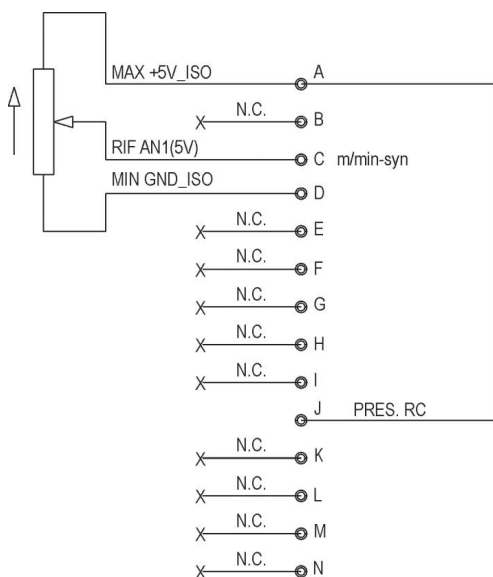 MAX +5V_ISO A
X N.C. B
RIF AN1(5V) C m/min-syn
MIN GND_ISO D
X N.C. E
X N.C. F
X N.C. G
X N.C. H
X N.C. I
J PRES. RC
X N.C. K
X N.C. L
X N.C. M
X N.C. N